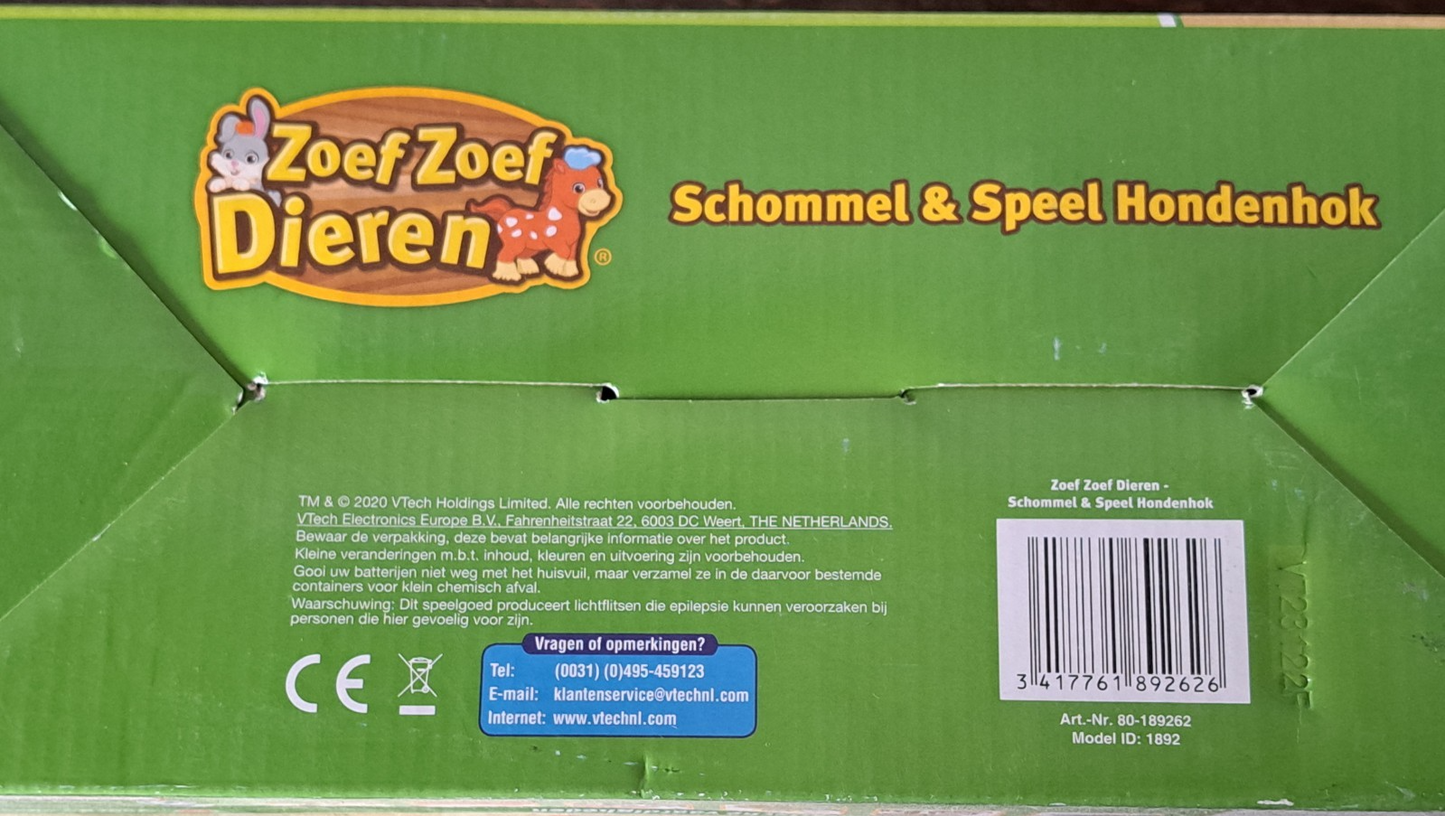 Zoef Zoef
Dieren
®
Schommel & Speel Hondenhok
TM & © 2020 VTech Holdings Limited. Alle rechten voorbehouden.
VTech Electronics Europe B.V., Fahrenheitstraat 22, 6003 DC Weert, THE NETHERLANDS.
Bewaar de verpakking, deze bevat belangrijke informatie over het product.
Kleine veranderingen m.b.t. inhoud, kleuren en uitvoering zijn voorbehouden.
Gooi uw batterijen niet weg met het huisvuil, maar verzamel ze in de daarvoor bestemde
containers voor klein chemisch afval.
Waarschuwing: Dit speelgoed produceert lichtflitsen die epilepsie kunnen veroorzaken bij
personen die hier gevoelig voor zijn.
CE
Vragen of opmerkingen?
Tel: (0031) (0)495-459123
E-mail: klantenservice@vtechnl.com
Internet: www.vtechnl.com
Zoef Zoef Dieren -
Schommel & Speel Hondenhok
3 417761 892626
Art.-Nr. 80-189262
Model ID: 1892